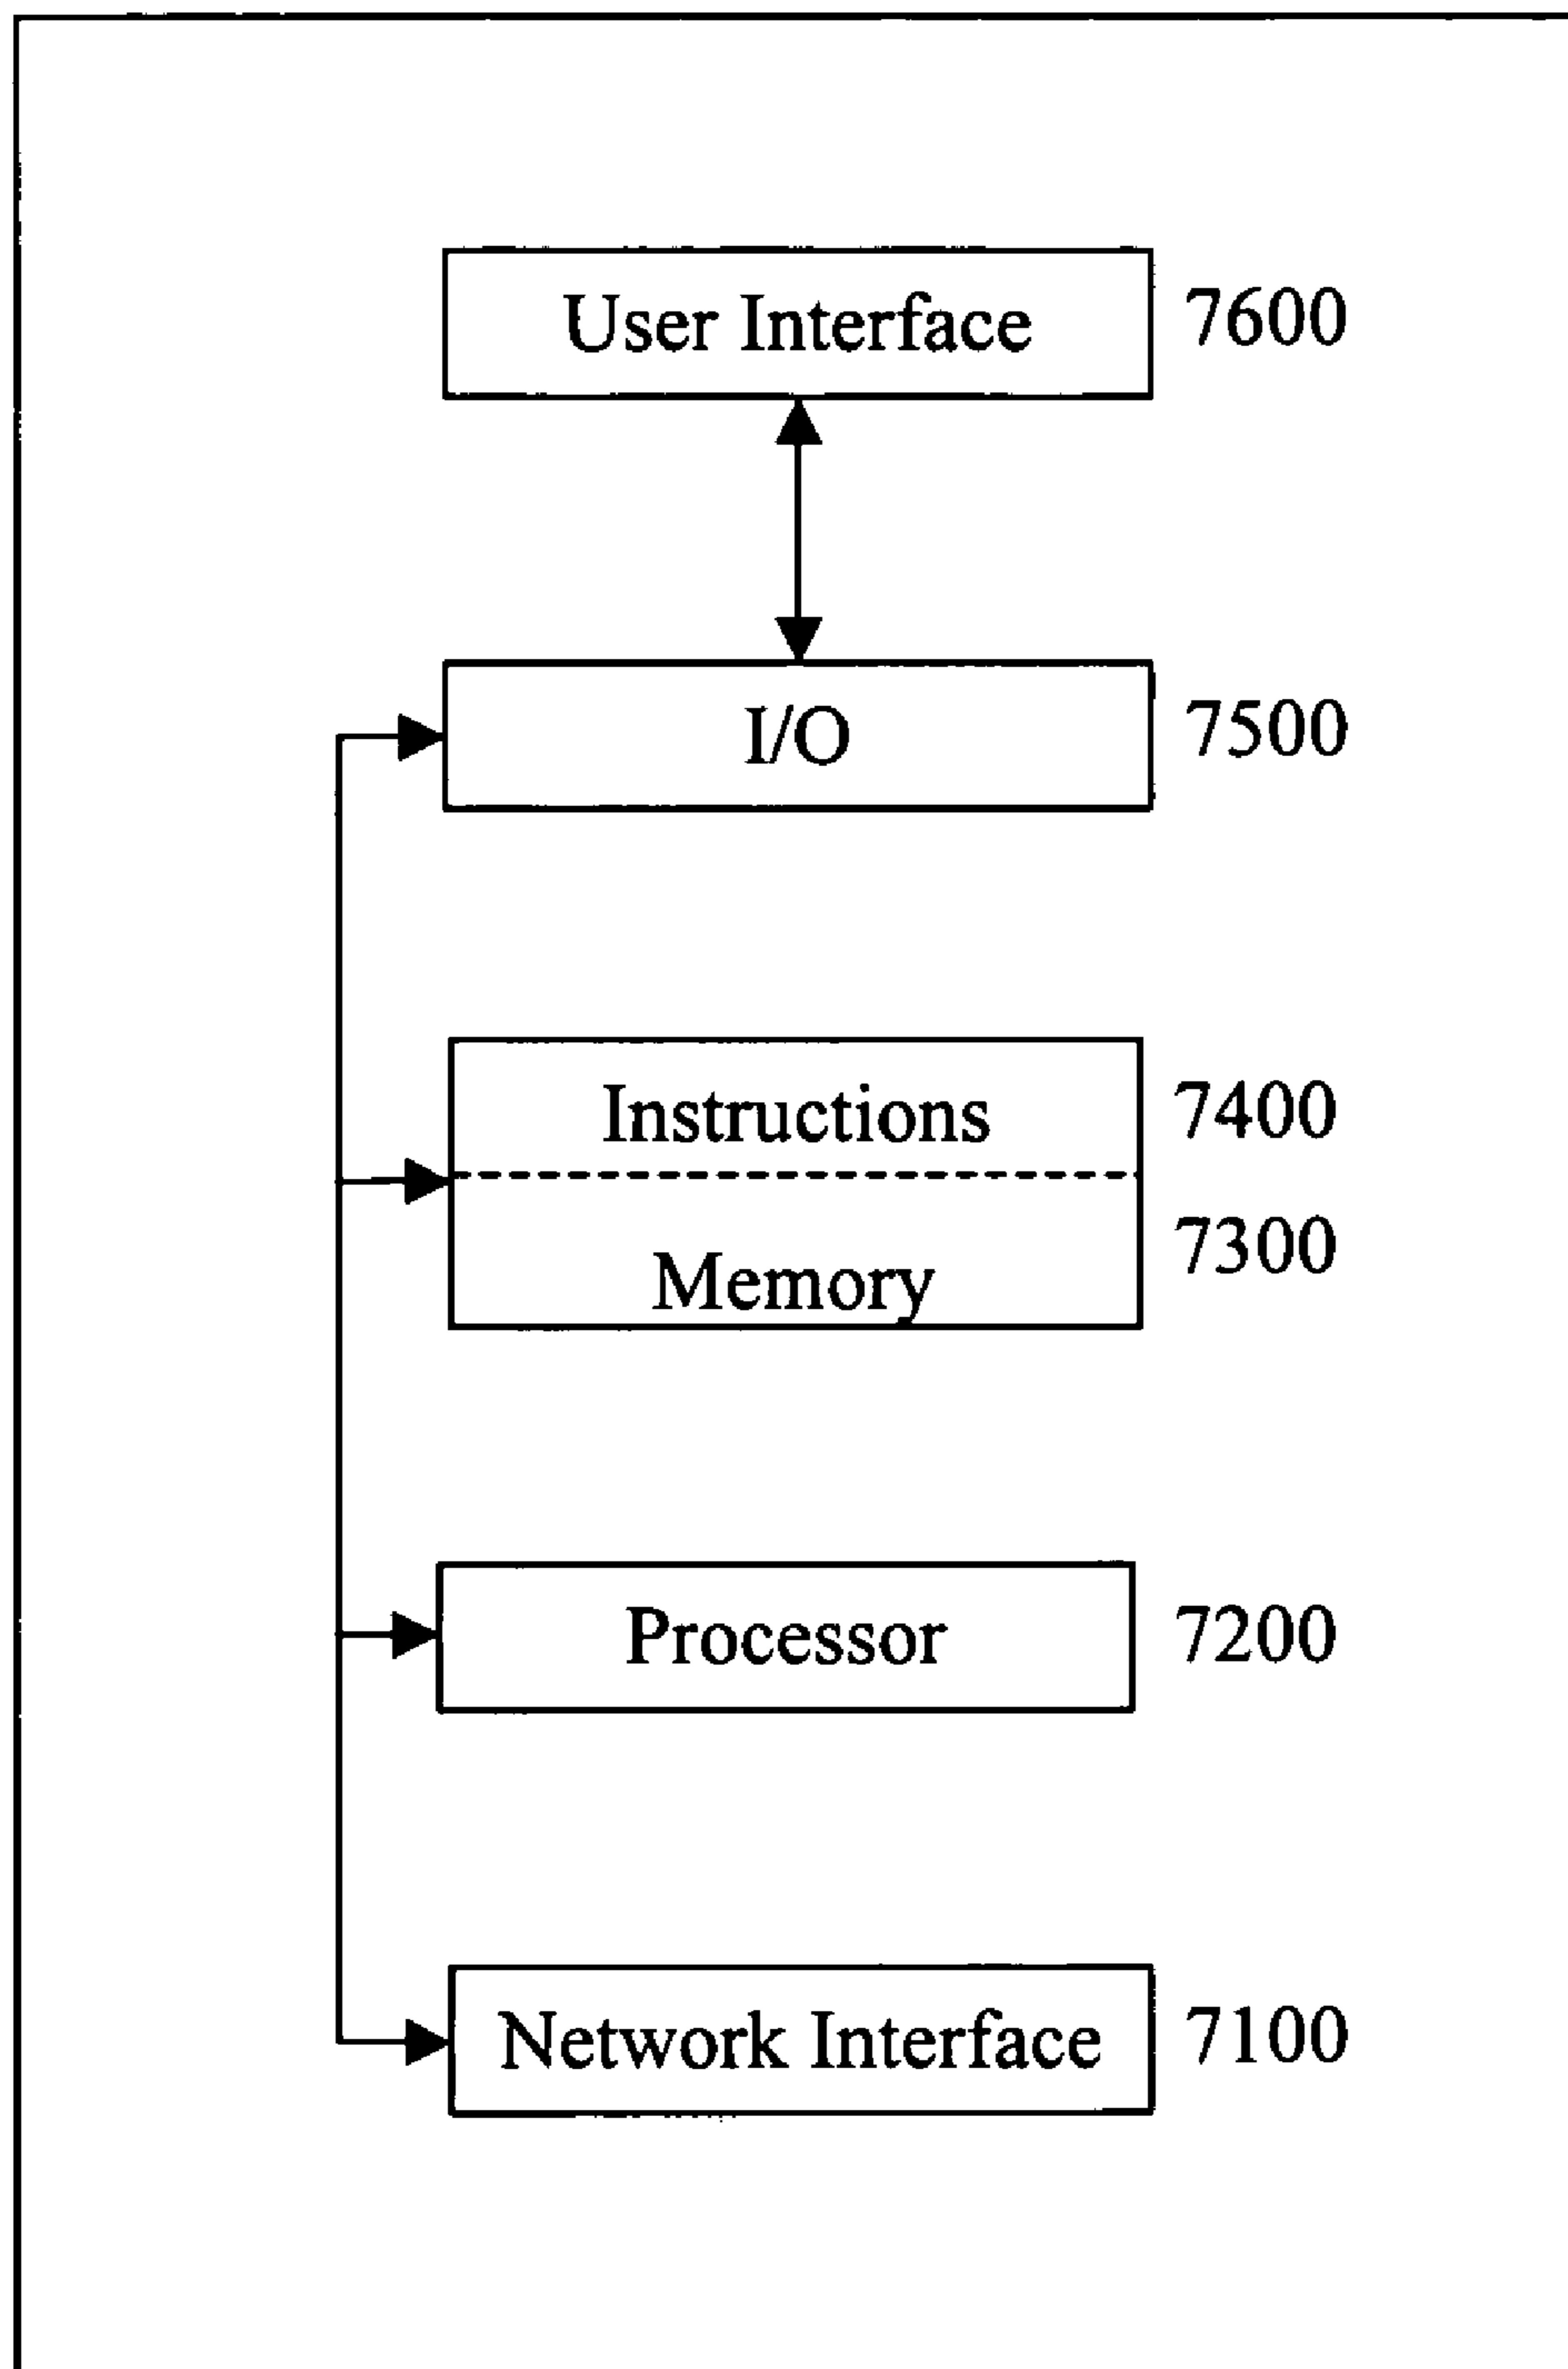 User Interface 7600
I/O 7500
Instructions 7400
Memory 7300
Processor 7200
Network Interface 7100